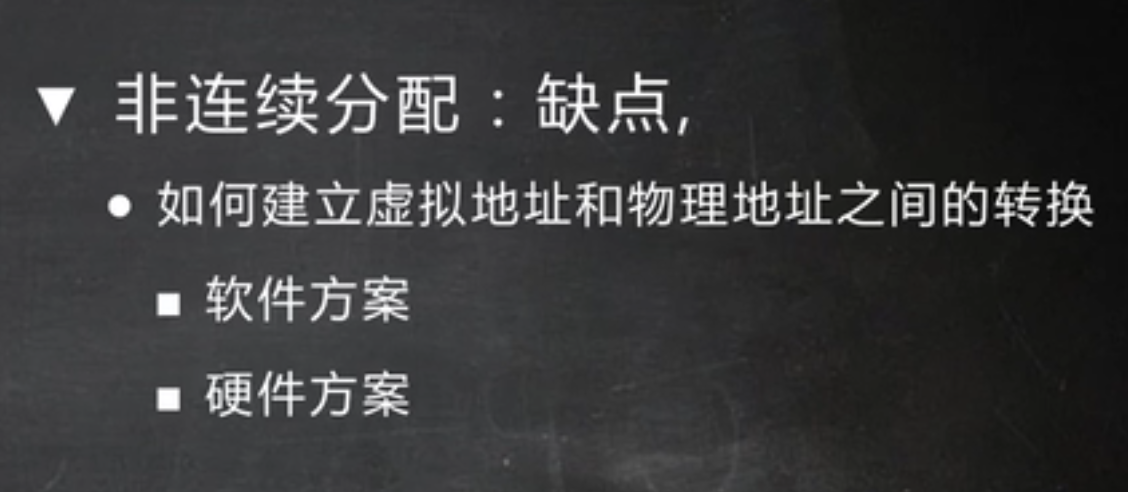 ▼ 非连续分配：缺点,
● 如何建立虚拟地址和物理地址之间的转换
■ 软件方案
■ 硬件方案